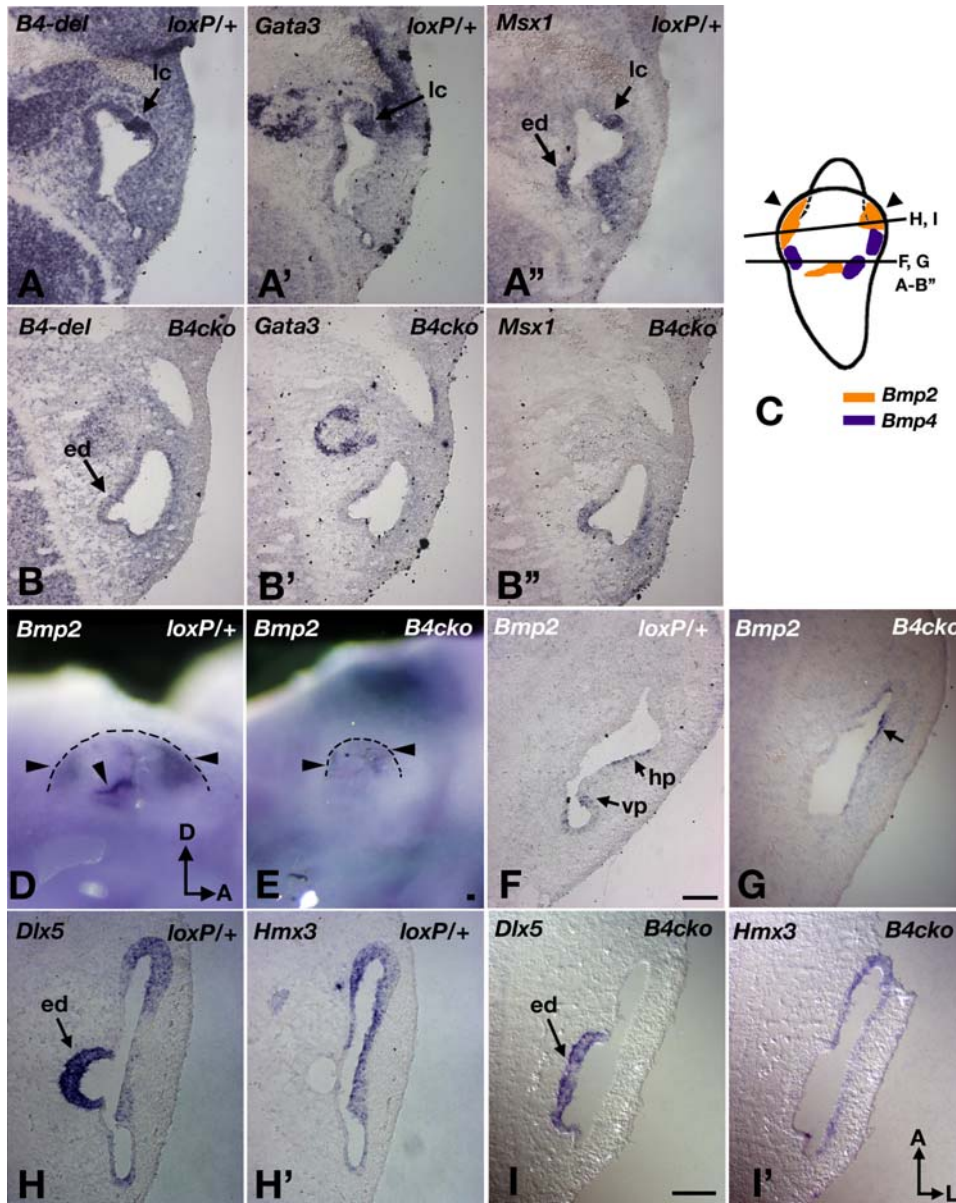 B4-del loxP/+
lc
A
Gata3 loxP/+
lc
A'
Msx1 loxP/+
lc
ed
A"
B4-del B4cko
ed
B
Gata3 B4cko
B'
Msx1 B4cko
B"
H, I
F, G
A-B"
C
Bmp2
Bmp4
Bmp2 loxP/+
D
D
A
Bmp2 B4cko
E
Bmp2 loxP/+
hp
vp
F
Bmp2 B4cko
G
Dlx5 loxP/+
ed
H
Hmx3 loxP/+
H'
Dlx5 B4cko
ed
I
Hmx3 B4cko
A
L
I'